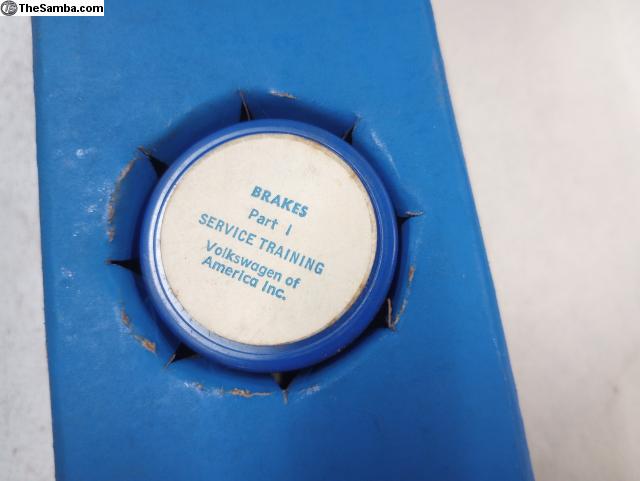 TheSamba.com
BRAKES
Part I
SERVICE TRAINING
Volkswagen of
America Inc.